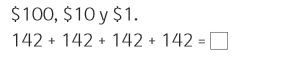 $100, $10 y $1.
142 + 142 + 142 + 142 = □